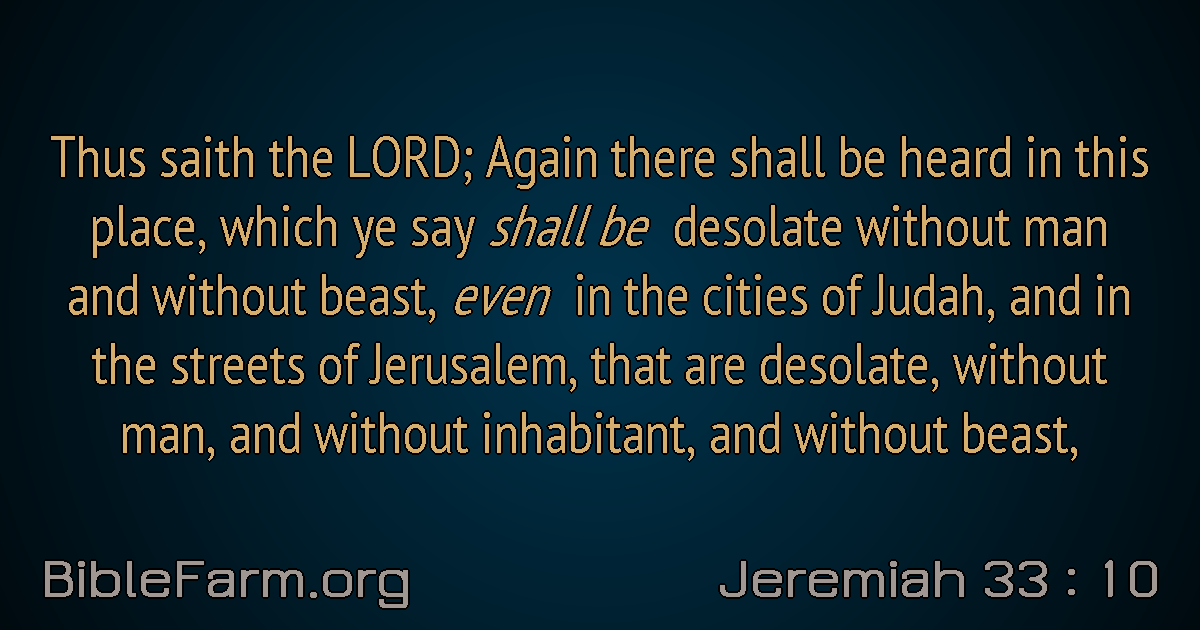 Thus saith the LORD; Again there shall be heard in this
place, which ye say shall be desolate without man
and without beast, even in the cities of Judah, and in
the streets of Jerusalem, that are desolate, without
man, and without inhabitant, and without beast,
BibleFarm.org
Jeremiah 33 : 10